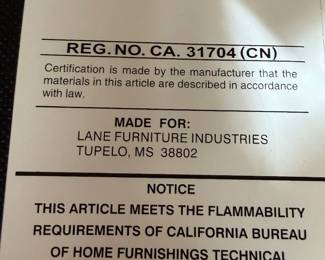 REG. NO. CA. 31704 (CN)
Certification is made by the manufacturer that the
materials in this article are described in accordance
with law.
MADE FOR:
LANE FURNITURE INDUSTRIES
TUPELO, MS 38802
NOTICE
THIS ARTICLE MEETS THE FLAMMABILITY
REQUIREMENTS OF CALIFORNIA BUREAU
OF HOME FURNISHINGS TECHNICAL